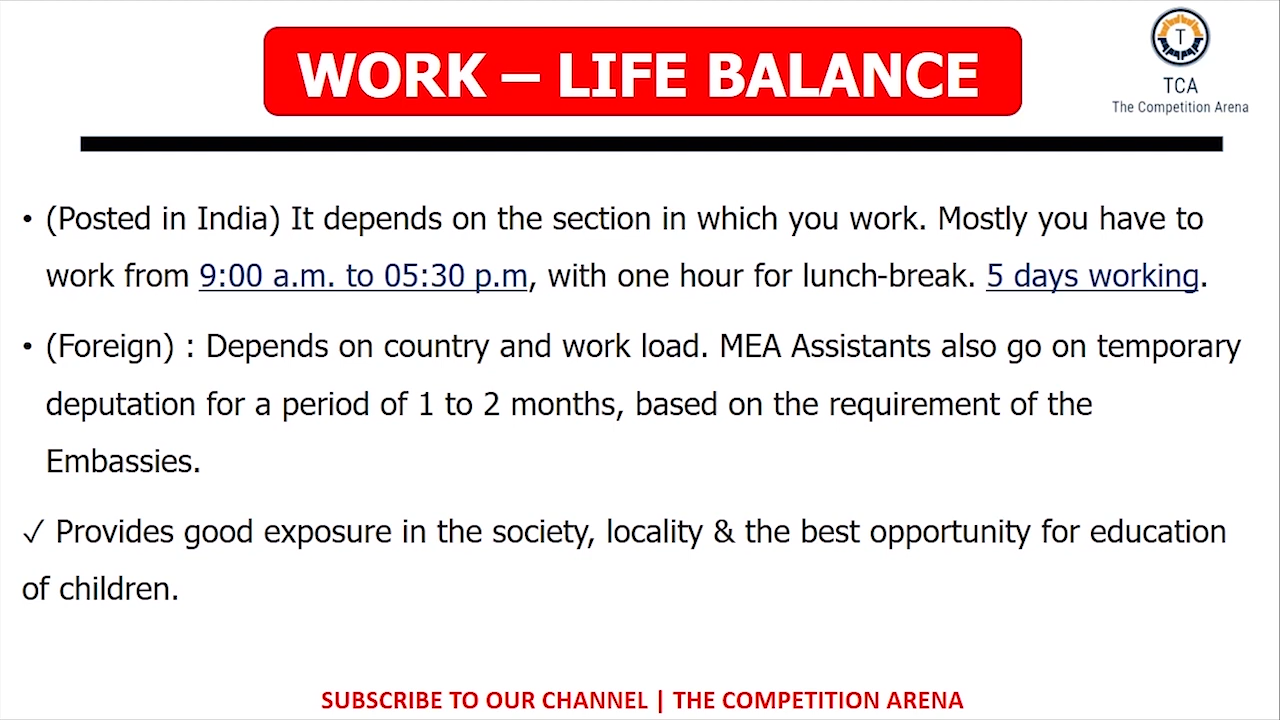 WORK – LIFE BALANCE
T
TCA
The Competition Arena
• (Posted in India) It depends on the section in which you work. Mostly you have to
work from 9:00 a.m. to 05:30 p.m, with one hour for lunch-break. 5 days working.
• (Foreign) : Depends on country and work load. MEA Assistants also go on temporary
deputation for a period of 1 to 2 months, based on the requirement of the
Embassies.
✓ Provides good exposure in the society, locality & the best opportunity for education
of children.
SUBSCRIBE TO OUR CHANNEL | THE COMPETITION ARENA